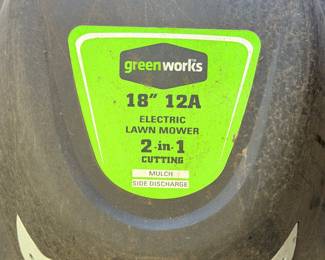 greenworks
18" 12A
ELECTRIC
LAWN MOWER
2-in-1
CUTTING
MULCH
SIDE DISCHARGE